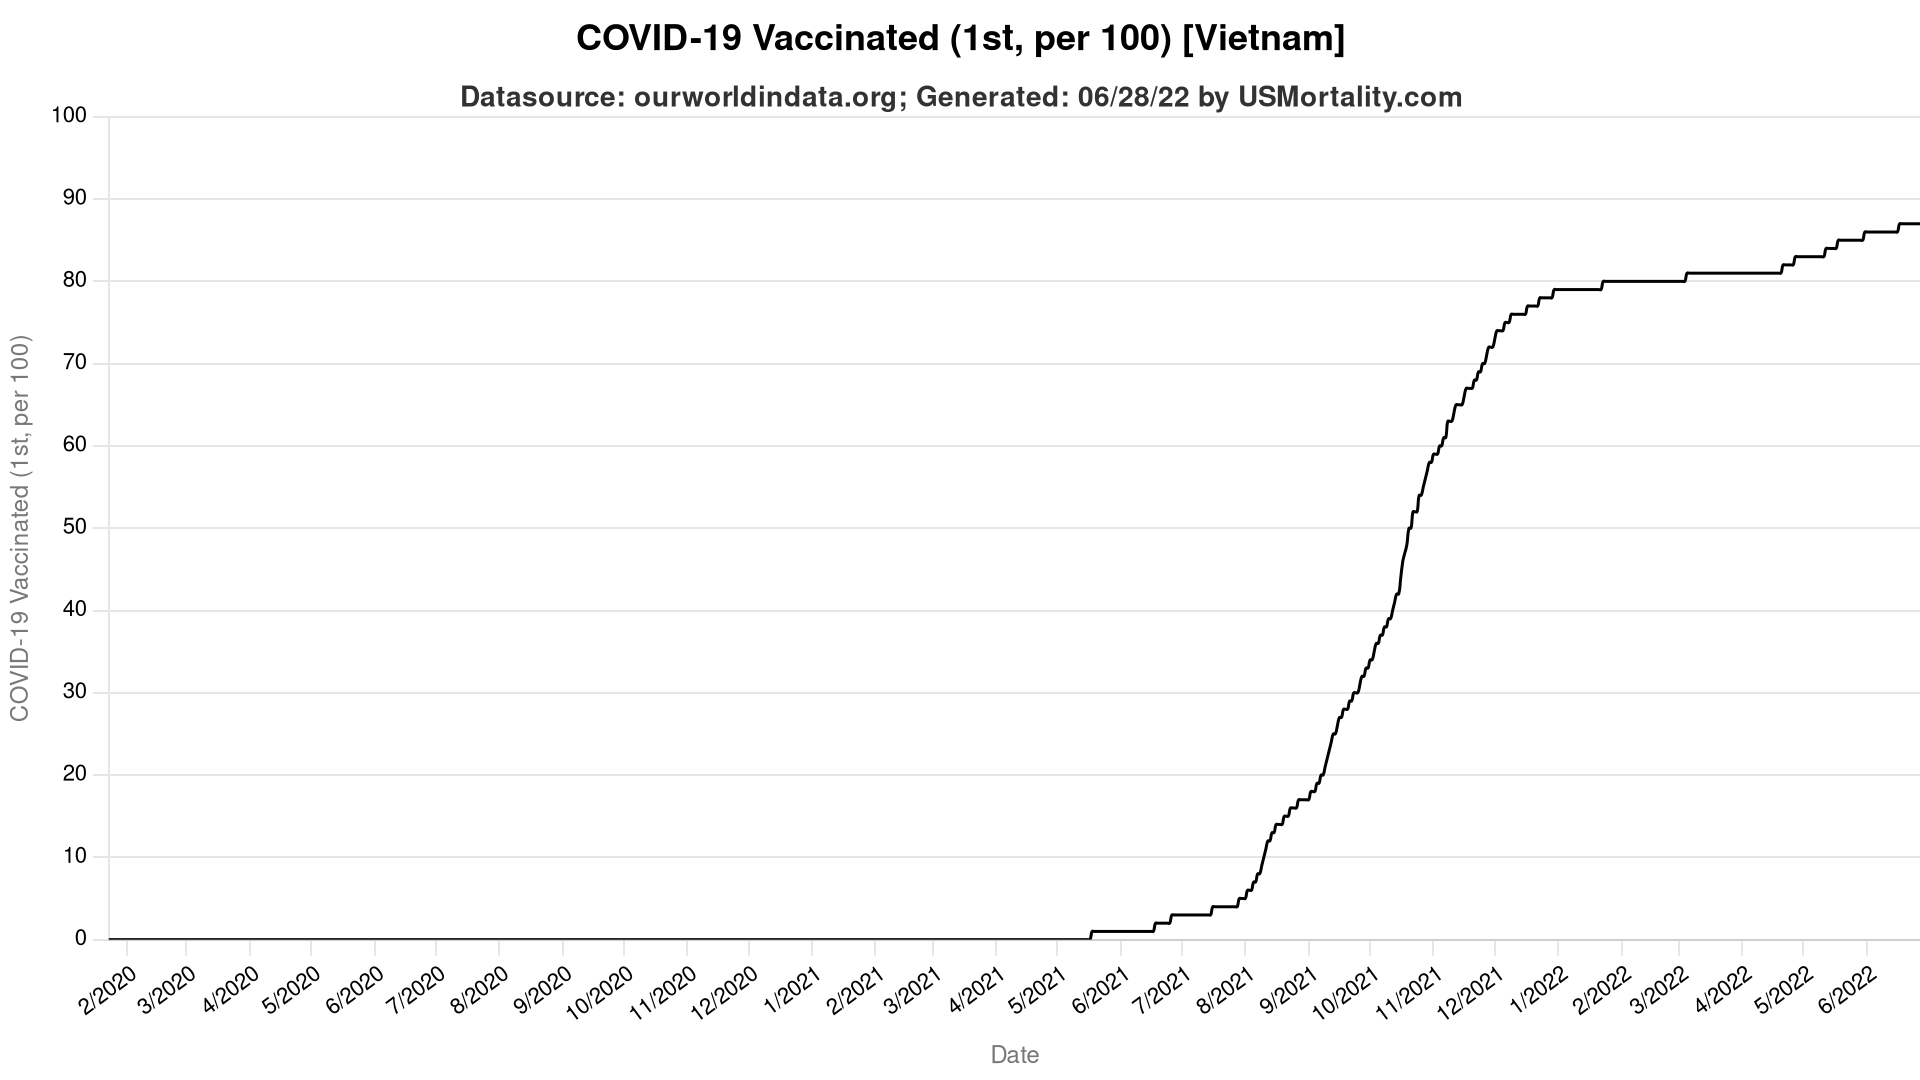 COVID-19 Vaccinated (1st, per 100) [Vietnam]
Datasource: ourworldindata.org; Generated: 06/28/22 by USMortality.com
COVID-19 Vaccinated (1st, per 100)
100
90
80
70
60
50
40
30
20
10
0
2/2020 3/2020 4/2020 5/2020 6/2020 7/2020 8/2020 9/2020 10/2020 11/2020 12/2020 1/2021 2/2021 3/2021 4/2021 5/2021 6/2021 7/2021 8/2021 9/2021 10/2021 11/2021 12/2021 1/2022 2/2022 3/2022 4/2022 5/2022 6/2022
Date